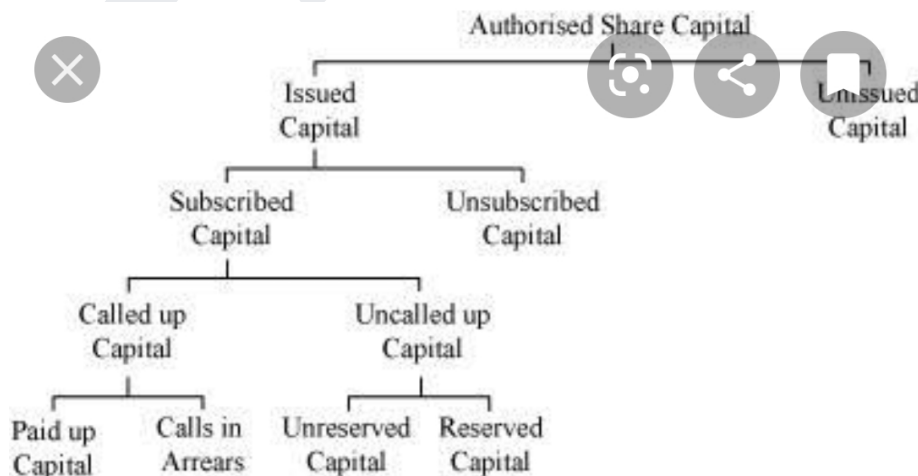 Authorised Share Capital
Issued
Capital
Unissued
Capital
Subscribed
Capital
Unsubscribed
Capital
Called up
Capital
Uncalled up
Capital
Paid up
Capital
Calls in
Arrears
Unreserved
Capital
Reserved
Capital